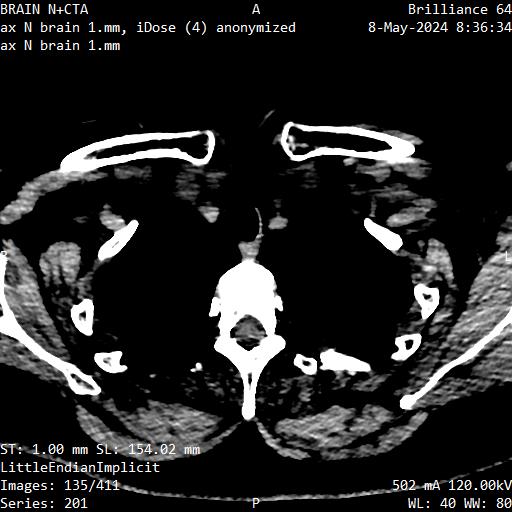 BRAIN N+CTA
A
Brilliance 64
ax N brain 1.mm, iDose (4) anonymized
8-May-2024 8:36:34
ax N brain 1.mm
R
L
ST: 1.00 mm SL: 154.02 mm
LittleEndianImplicit
Images: 135/411
502 mA 120.00kV
Series: 201
P
WL: 40 WW: 80